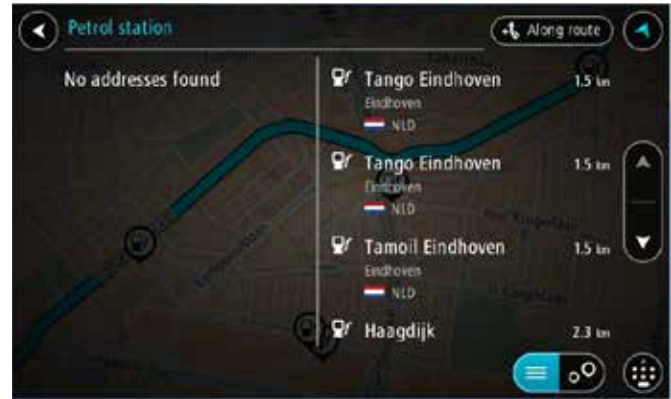 Petrol station
Along route
No addresses found
Tango Eindhoven 1.5 km
Eindhoven
NLD
Tango Eindhoven 1.5 km
Eindhoven
NLD
Tamoil Eindhoven 1.5 km
Eindhoven
NLD
Haagdijk 2.3 km